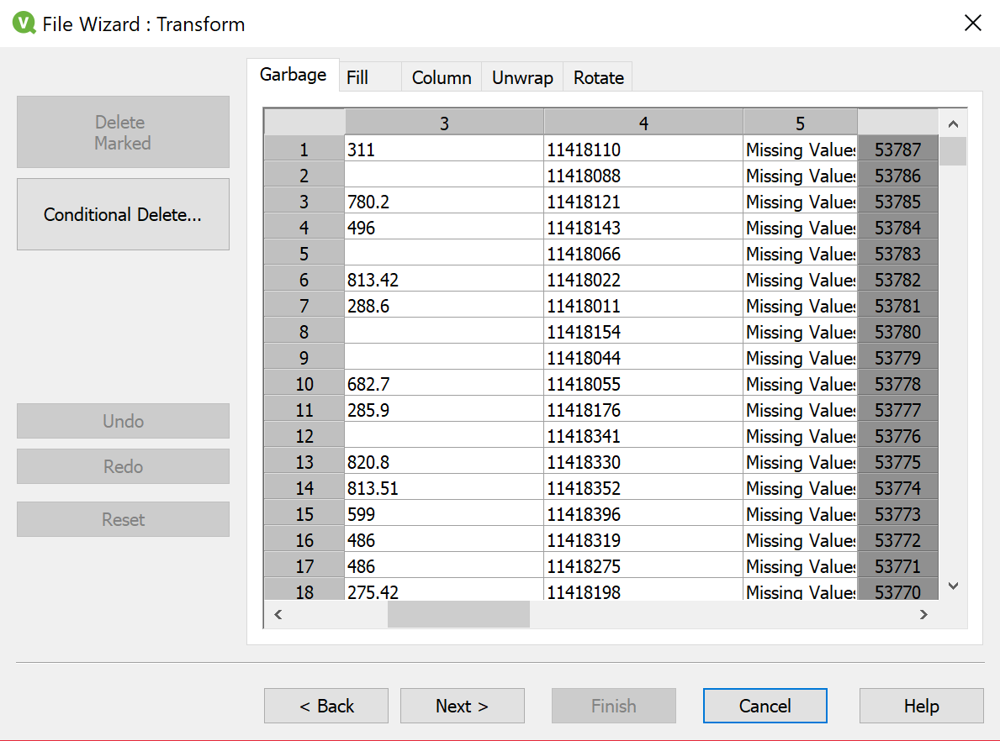 V File Wizard : Transform
Garbage Fill Column Unwrap Rotate
Delete
Marked
Conditional Delete...
Undo
Redo
Reset
3 4 5
1 311 11418110 Missing Values 53787
2 11418088 Missing Values 53786
3 780.2 11418121 Missing Values 53785
4 496 11418143 Missing Values 53784
5 11418066 Missing Values 53783
6 813.42 11418022 Missing Values 53782
7 288.6 11418011 Missing Values 53781
8 11418154 Missing Values 53780
9 11418044 Missing Values 53779
10 682.7 11418055 Missing Values 53778
11 285.9 11418176 Missing Values 53777
12 11418341 Missing Values 53776
13 820.8 11418330 Missing Values 53775
14 813.51 11418352 Missing Values 53774
15 599 11418396 Missing Values 53773
16 486 11418319 Missing Values 53772
17 486 11418275 Missing Values 53771
18 275.42 11418198 Missing Values 53770
< Back Next > Finish Cancel Help